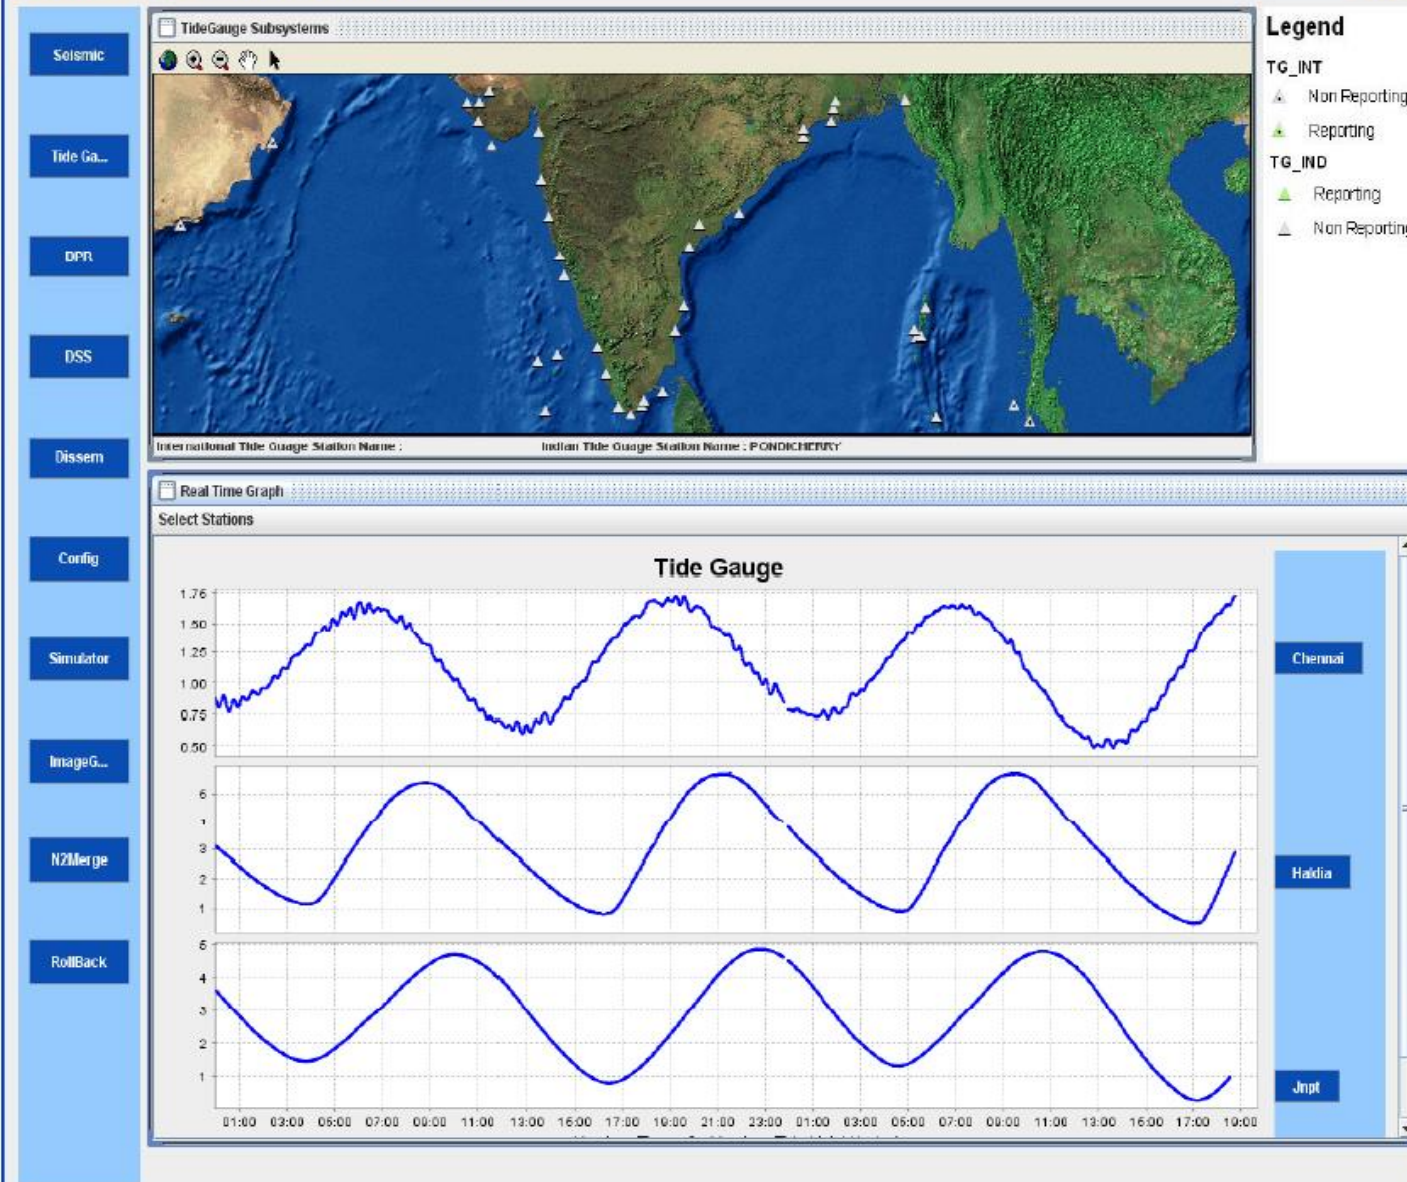 Seismic
Tide Ga...
DPR
DSS
Dissem
Config
Simulator
ImageG...
N2Merge
RollBack
TideGauge Subsystems
International Tide Guage Station Name :
Indian Tide Guage Station Name : PONDICHERRY
Legend
TG_INT
Non Reporting
Reporting
TG_IND
Reporting
Non Reporting
Real Time Graph
Select Stations
Tide Gauge
1.76
1.50
1.25
1.00
0.75
0.50
Chennai
6
3
2
1
Haldia
5
4
3
2
1
Jnpt
01:00 03:00 05:00 07:00 09:00 11:00 13:00 15:00 17:00 19:00 21:00 23:00 01:00 03:00 05:00 07:00 09:00 11:00 13:00 15:00 17:00 19:00